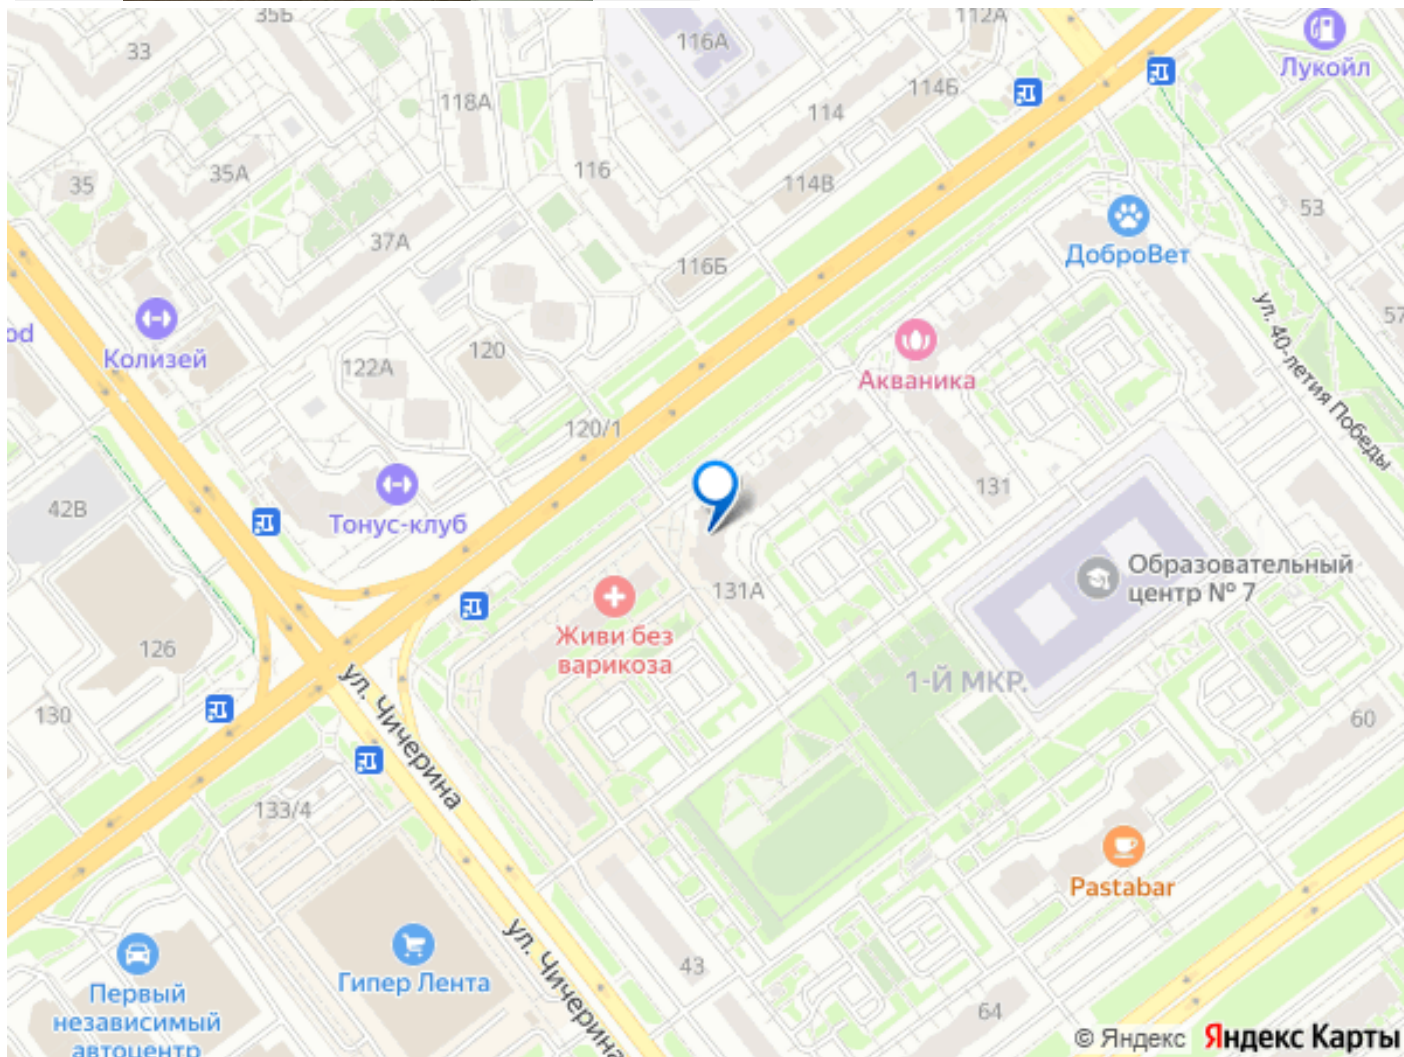 35Б
112А
33
116А
Лукойл
114Б
118А
114
116
35А
35
114В
53
37А
ДоброВет
116Б
57
od
Колизей
120
122А
Акваника
ул. 40-летия Победы
120/1
131
42В
Тонус-клуб
Образовательный
центр № 7
131А
Живи без
варикоза
126
1-Й МКР.
130
60
ул. Чичерина
133/4
Pastabar
Гипер Лента
ул. Чичерина
43
Первый
независимый
автоцентр
64
© Яндекс Яндекс Карты